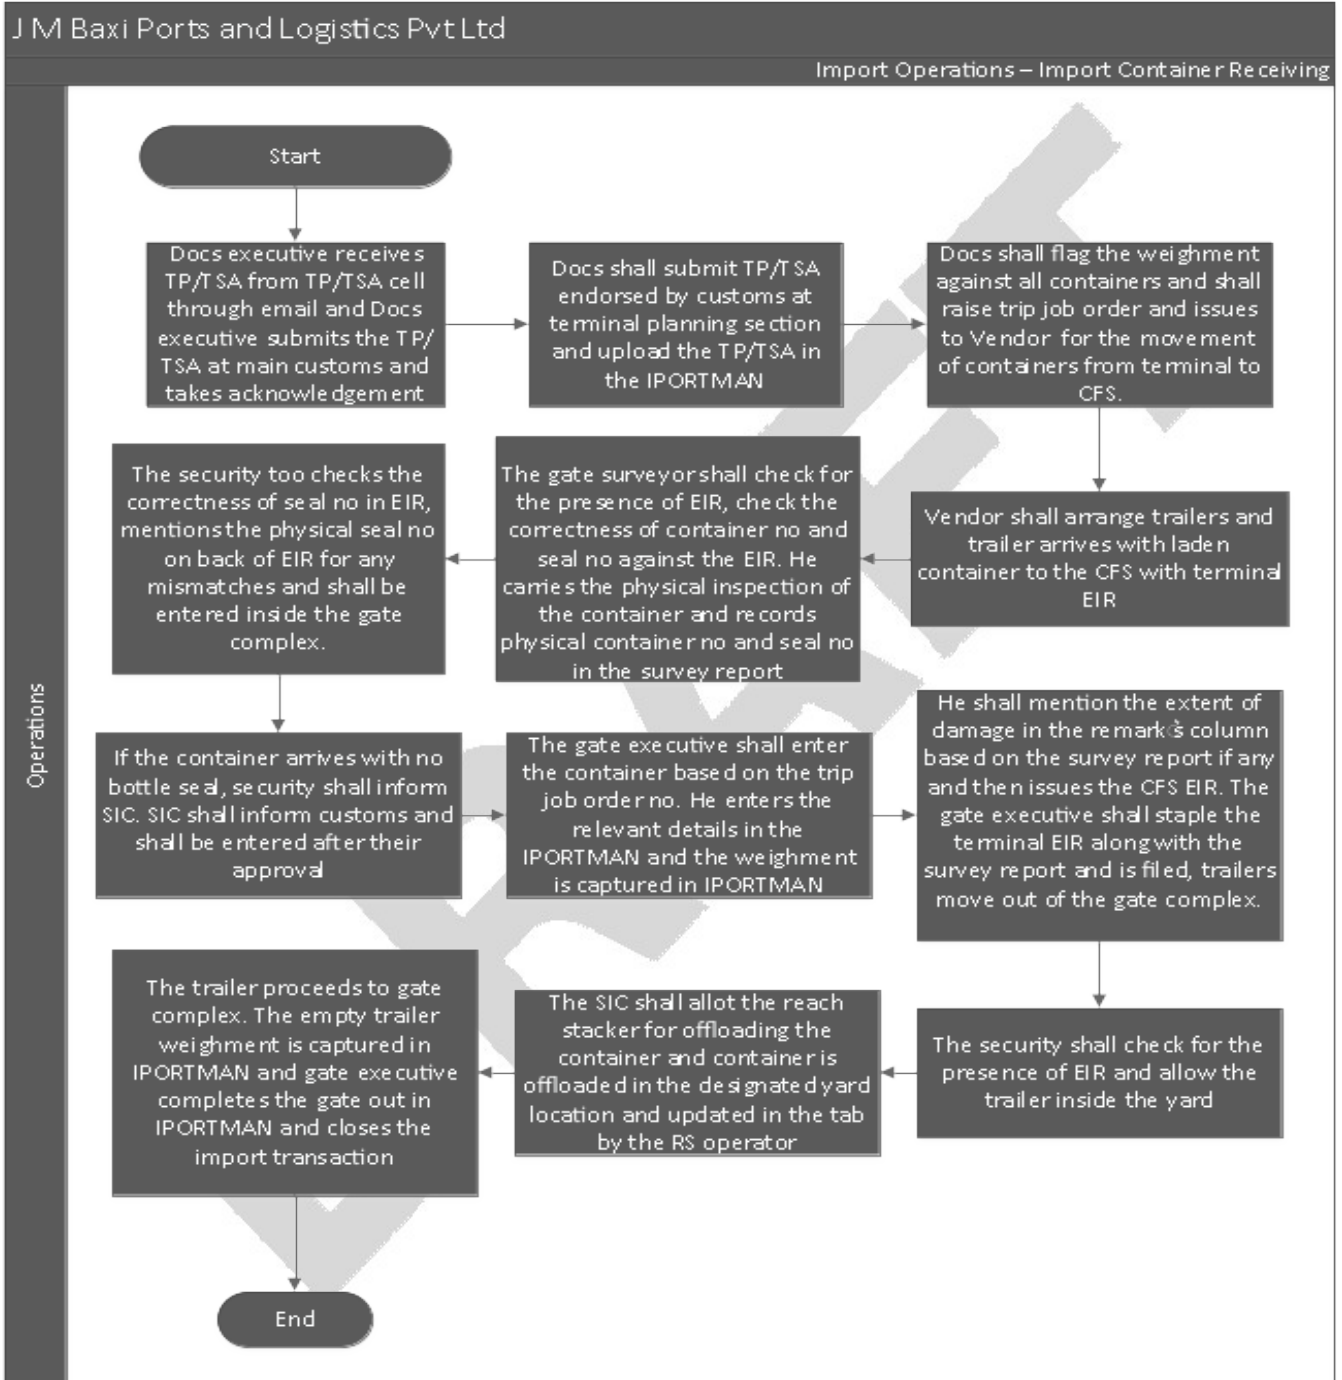 J M Baxi Ports and Logistics Pvt Ltd
Import Operations – Import Container Receiving
Operations
Start
Docs executive receives
TP/TSA from TP/TSA cell
through email and Docs
executive submits the TP/
TSA at main customs and
takes acknowledgement
Docs shall submit TP/TSA
endorsed by customs at
terminal planning section
and upload the TP/TSA in
the IPORTMAN
Docs shall flag the weighment
against all containers and shall
raise trip job order and issues
to Vendor for the movement
of containers from terminal to
CFS.
Vendor shall arrange trailers and
trailer arrives with laden
container to the CFS with terminal
EIR
The gate surveyor shall check for
the presence of EIR, check the
correctness of container no and
seal no against the EIR. He
carries the physical inspection of
the container and records
physical container no and seal no
in the survey report
The security too checks the
correctness of seal no in EIR,
mentions the physical seal no
on back of EIR for any
mismatches and shall be
entered inside the gate
complex.
If the container arrives with no
bottle seal, security shall inform
SIC. SIC shall inform customs and
shall be entered after their
approval
The gate executive shall enter
the container based on the trip
job order no. He enters the
relevant details in the
IPORTMAN and the weighment
is captured in IPORTMAN
He shall mention the extent of
damage in the remark s column
based on the survey report if any
and then issues the CFS EIR. The
gate executive shall staple the
terminal EIR along with the
survey report and is filed, trailers
move out of the gate complex.
The security shall check for the
presence of EIR and allow the
trailer inside the yard
The SIC shall allot the reach
stacker for offloading the
container and container is
offloaded in the designated yard
location and updated in the tab
by the RS operator
The trailer proceeds to gate
complex. The empty trailer
weighment is captured in
IPORTMAN and gate executive
completes the gate out in
IPORTMAN and closes the
import transaction
End
DRAFT